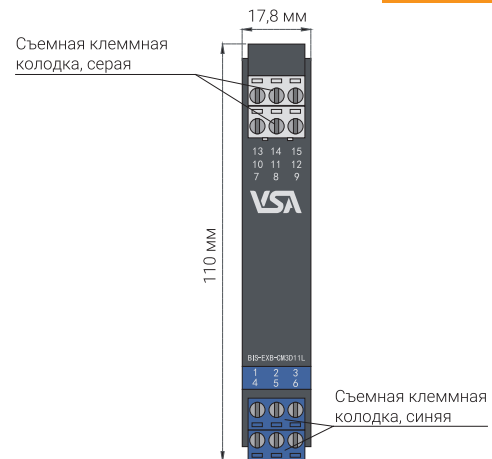 17,8 мм
Съемная клеммная
колодка, серая
13 14 15
10 11 12
7 8 9
VSA
110 мм
BIS-EXB-CM3D11L
1 2 3
4 5 6
Съемная клеммная
колодка, синяя